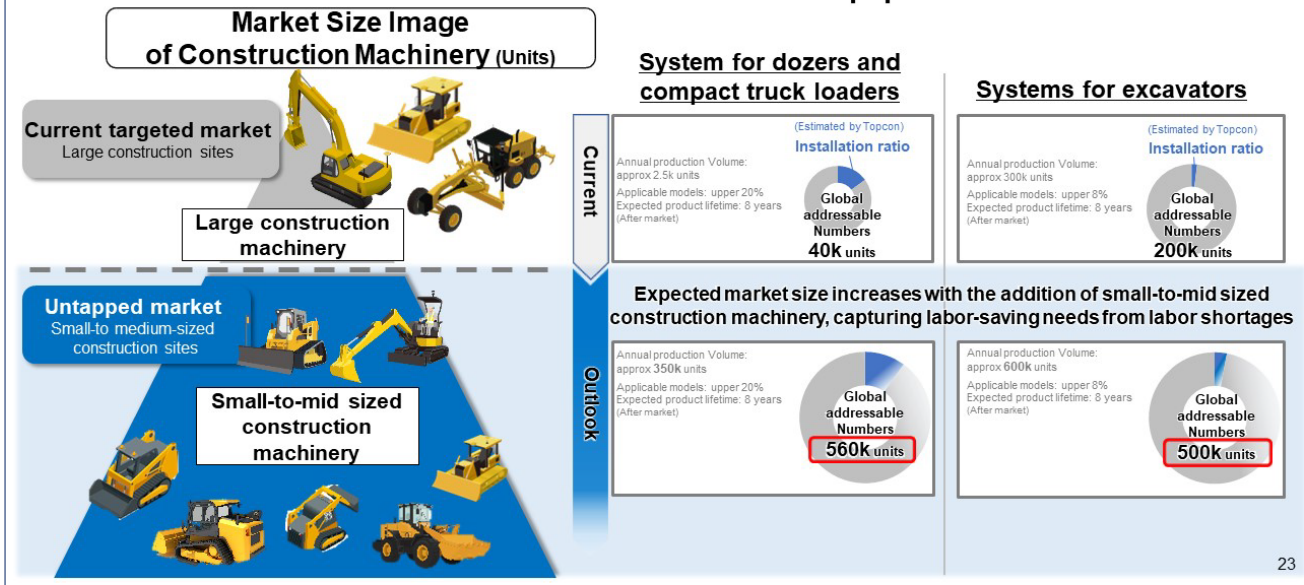 Market Size Image
of Construction Machinery (Units)
Current targeted market
Large construction sites
Large construction
machinery
Untapped market
Small-to medium-sized
construction sites
Small-to-mid sized
construction
machinery
Current
Outlook
System for dozers and
compact truck loaders
(Estimated by Topcon)
Installation ratio
Annual production Volume:
approx 2.5k units
Applicable models: upper 20%
Expected product lifetime: 8 years
(After market)
Global
addressable
Numbers
40k units
Systems for excavators
(Estimated by Topcon)
Installation ratio
Annual production Volume:
approx 300k units
Applicable models: upper 8%
Expected product lifetime: 8 years
(After market)
Global
addressable
Numbers
200k units
Expected market size increases with the addition of small-to-mid sized
construction machinery, capturing labor-saving needs from labor shortages
Annual production Volume:
approx 350k units
Applicable models: upper 20%
Expected product lifetime: 8 years
(After market)
Global
addressable
Numbers
560k units
Annual production Volume:
approx 600k units
Applicable models: upper 8%
Expected product lifetime: 8 years
(After market)
Global
addressable
Numbers
500k units
23